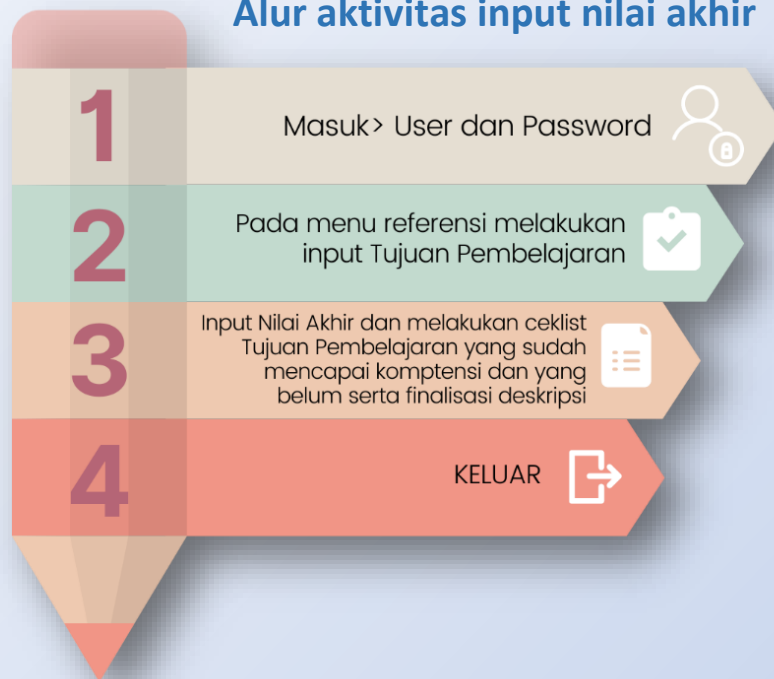 Alur aktivitas input nilai akhir
1
Masuk> User dan Password
2
Pada menu referensi melakukan
input Tujuan Pembelajaran
3
Input Nilai Akhir dan melakukan ceklist
Tujuan Pembelajaran yang sudah
mencapai komptensi dan yang
belum serta finalisasi deskripsi
4
KELUAR